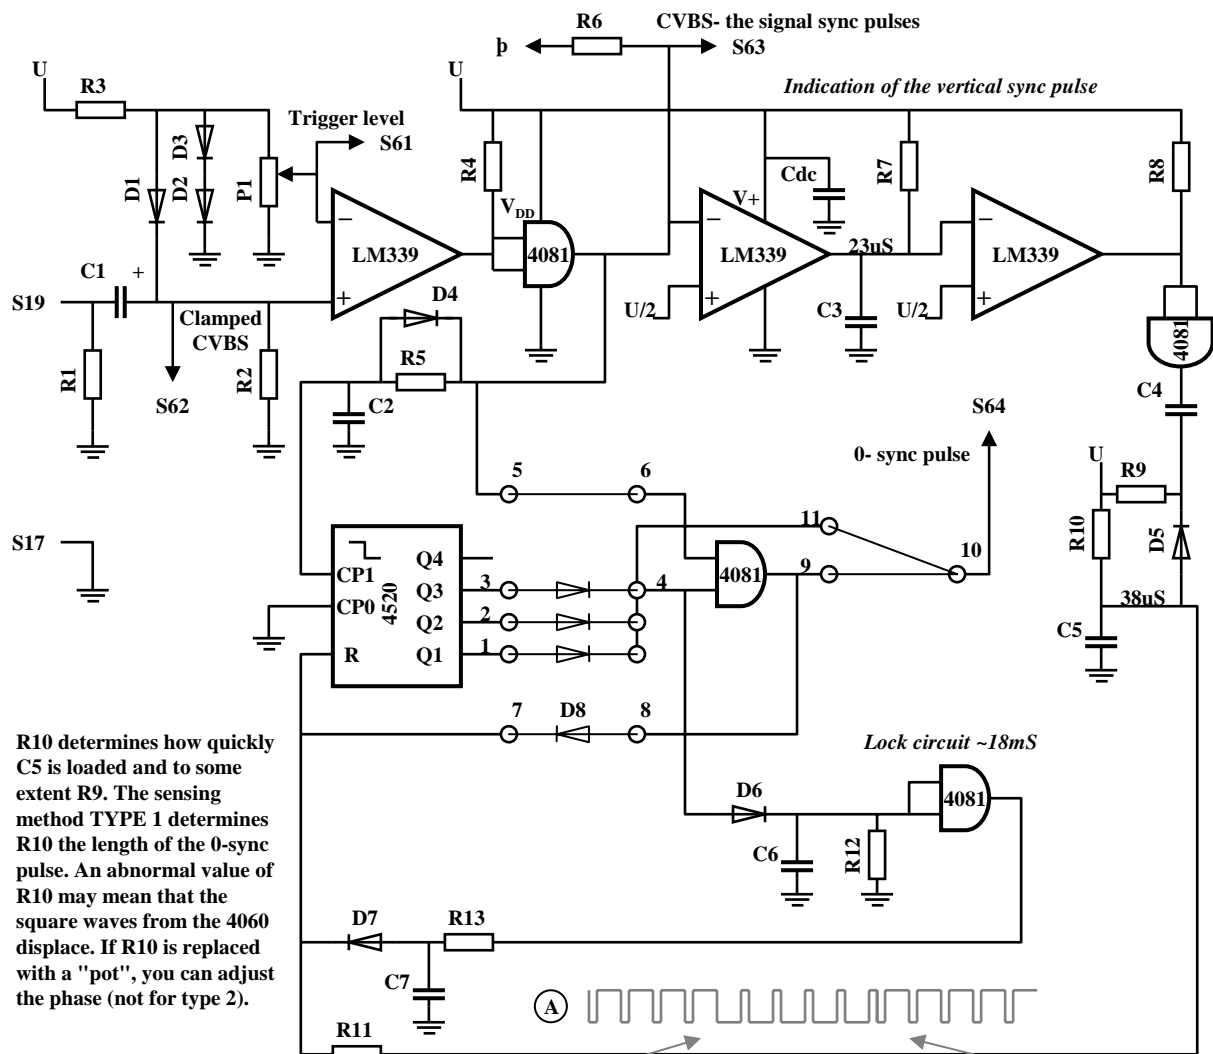 R6
CVBS- the signal sync pulses
þ
S63
U
U
Indication of the vertical sync pulse
R3
Trigger level
S61
D3
D1
D2
P1
R4
V DD
Cdc
R7
R8
V+
−
LM339
+
4081
−
LM339
+
23uS
−
LM339
+
C1
+
S19
Clamped
CVBS
D4
U/2
C3
U/2
4081
R1
S62
R2
R5
C2
C4
S64
0- sync pulse
U
R9
5
6
R10
D5
S17
11
10
CP1
Q4
4081
9
CP0
4520
Q3
3
4
Q2
2
38uS
R
Q1
1
C5
7
D8
8
Lock circuit ~18mS
R10 determines how quickly
C5 is loaded and to some
extent R9. The sensing
method TYPE 1 determines
R10 the length of the 0-sync
pulse. An abnormal value of
R10 may mean that the
square waves from the 4060
displace. If R10 is replaced
with a "pot", you can adjust
the phase (not for type 2).
D6
4081
C6
R12
D7
R13
C7
A
R11